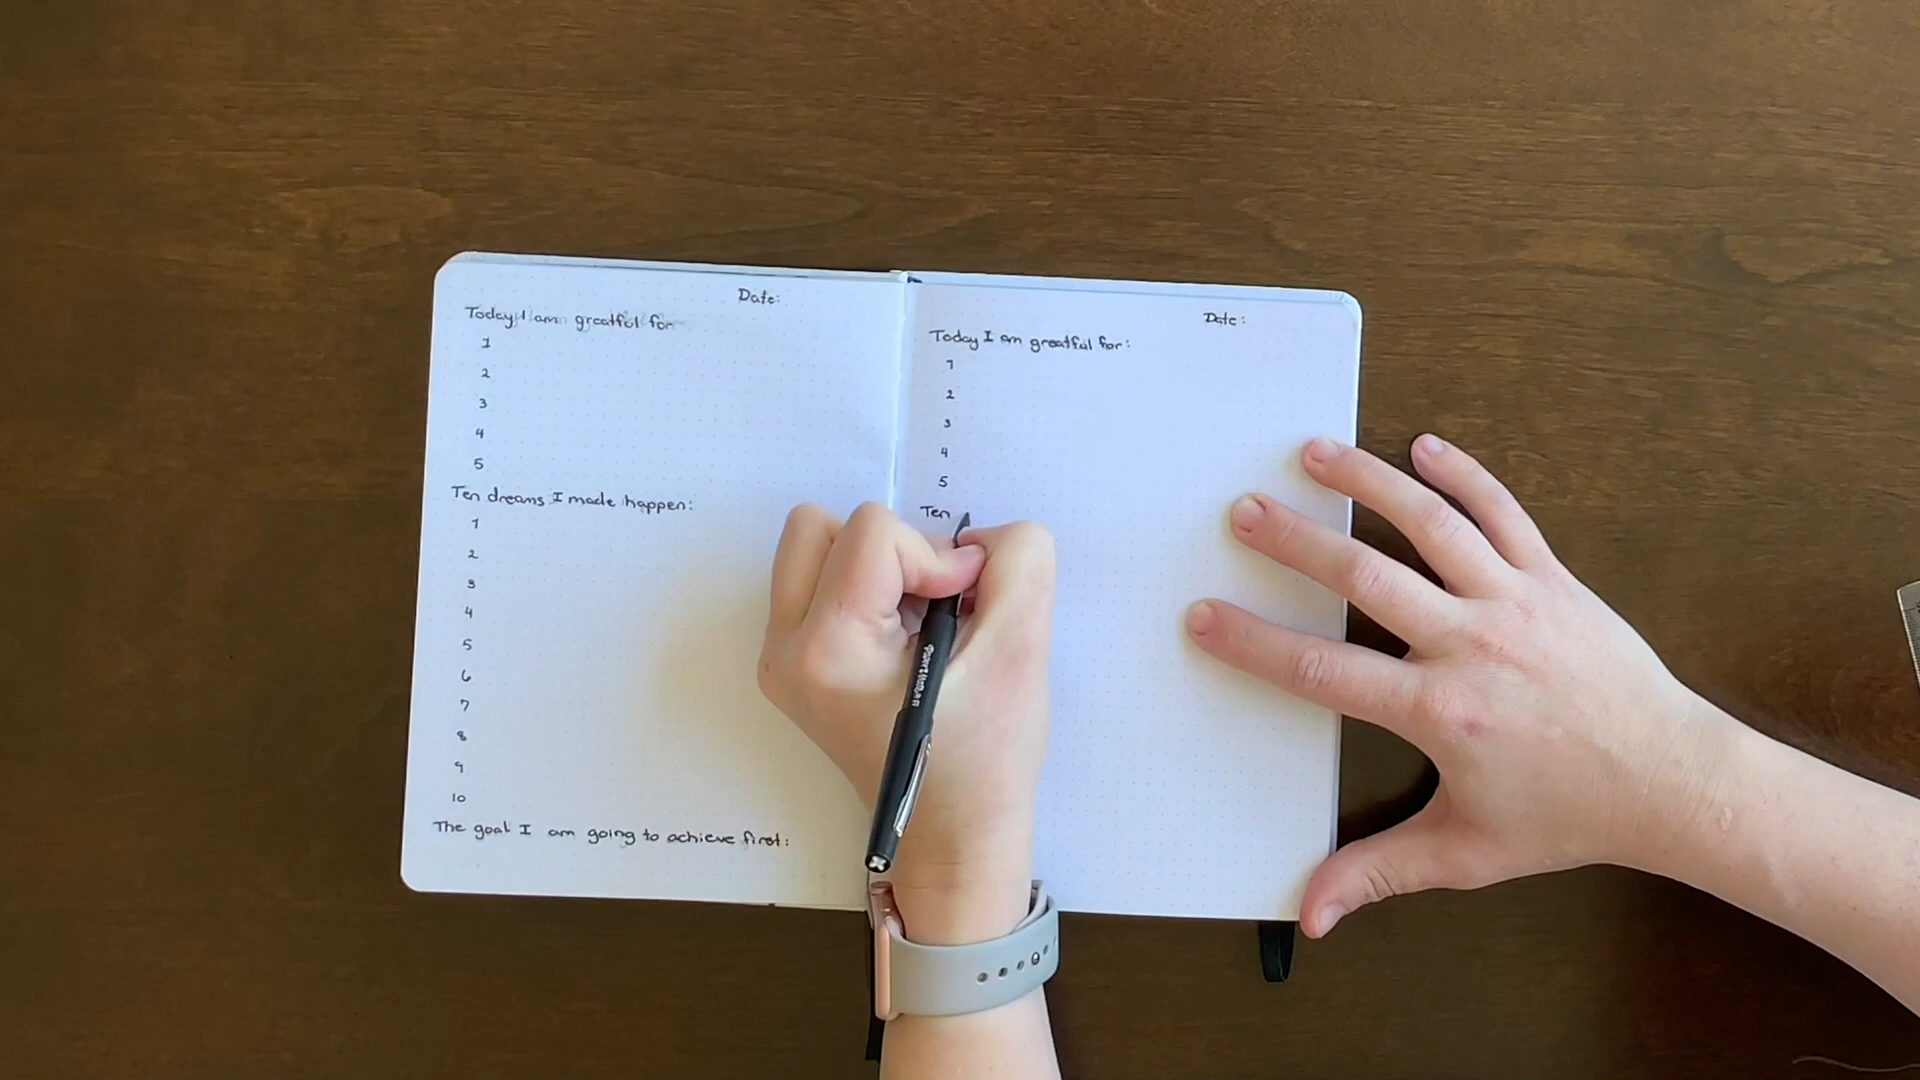 Date:
Today I am greatful for
1
2
3
4
5
Ten dreams I made happen:
1
2
3
4
5
6
7
8
9
10
The goal I am going to achieve first:
Date:
Today I am greatful for:
1
2
3
4
5
Ten